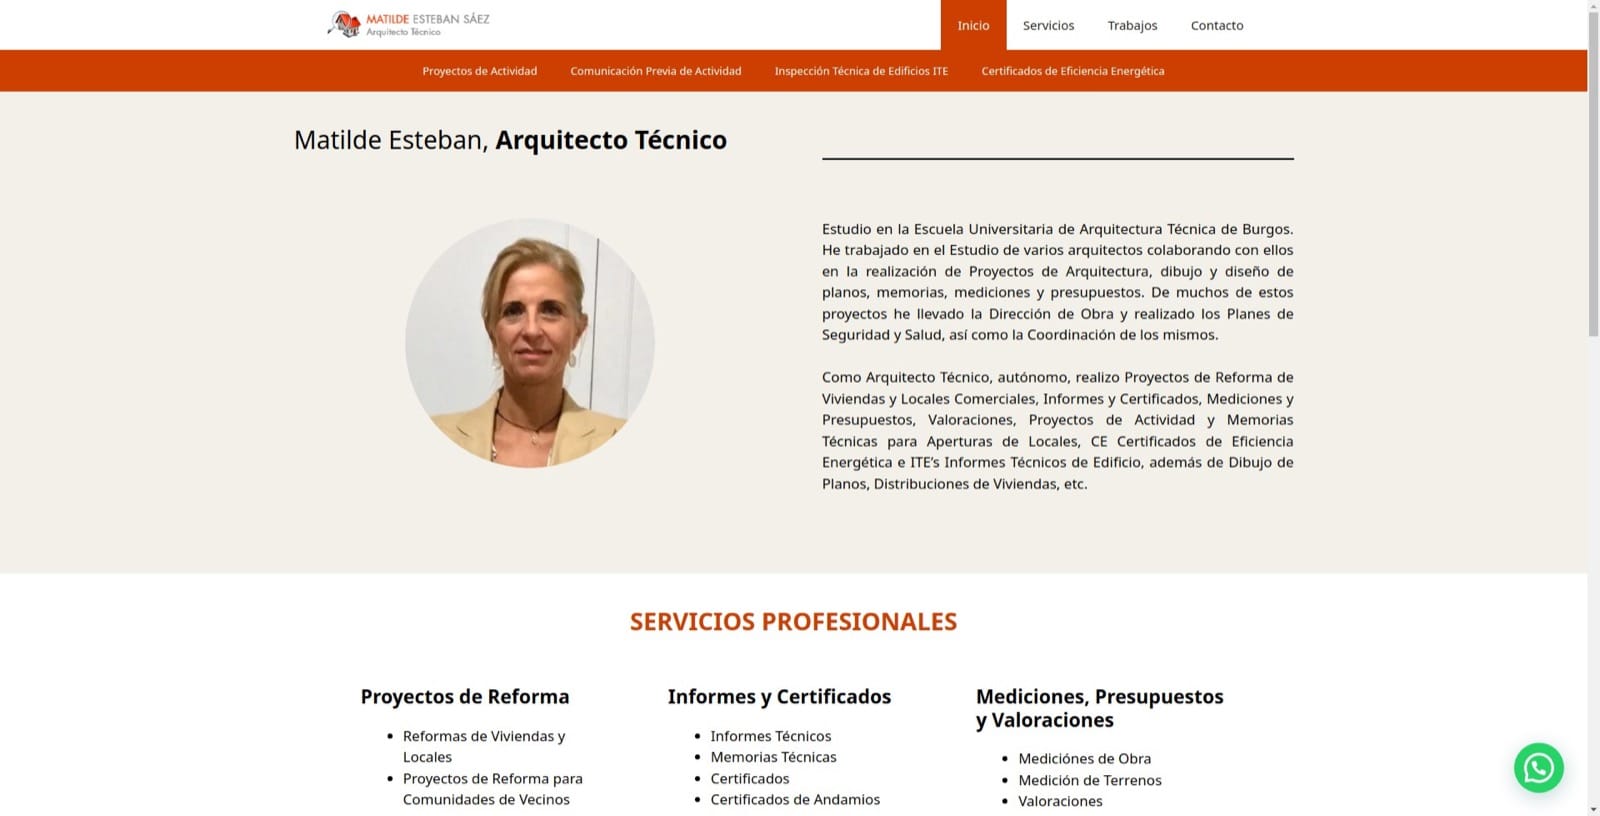 MATILDE ESTEBAN SÁEZ
Arquitecto Técnico
Inicio
Servicios
Trabajos
Contacto
Proyectos de Actividad
Comunicación Previa de Actividad
Inspección Técnica de Edificios ITE
Certificados de Eficiencia Energética
Matilde Esteban, Arquitecto Técnico
Estudio en la Escuela Universitaria de Arquitectura Técnica de Burgos.
He trabajado en el Estudio de varios arquitectos colaborando con ellos
en la realización de Proyectos de Arquitectura, dibujo y diseño de
planos, memorias, mediciones y presupuestos. De muchos de estos
proyectos he llevado la Dirección de Obra y realizado los Planes de
Seguridad y Salud, así como la Coordinación de los mismos.
Como Arquitecto Técnico, autónomo, realizo Proyectos de Reforma de
Viviendas y Locales Comerciales, Informes y Certificados, Mediciones y
Presupuestos, Valoraciones, Proyectos de Actividad y Memorias
Técnicas para Aperturas de Locales, CE Certificados de Eficiencia
Energética e ITE’s Informes Técnicos de Edificio, además de Dibujo de
Planos, Distribuciones de Viviendas, etc.
SERVICIOS PROFESIONALES
Proyectos de Reforma
Reformas de Viviendas y
Locales
Proyectos de Reforma para
Comunidades de Vecinos
Informes y Certificados
Informes Técnicos
Memorias Técnicas
Certificados
Certificados de Andamios
Mediciones, Presupuestos
y Valoraciones
Mediciónes de Obra
Medición de Terrenos
Valoraciones